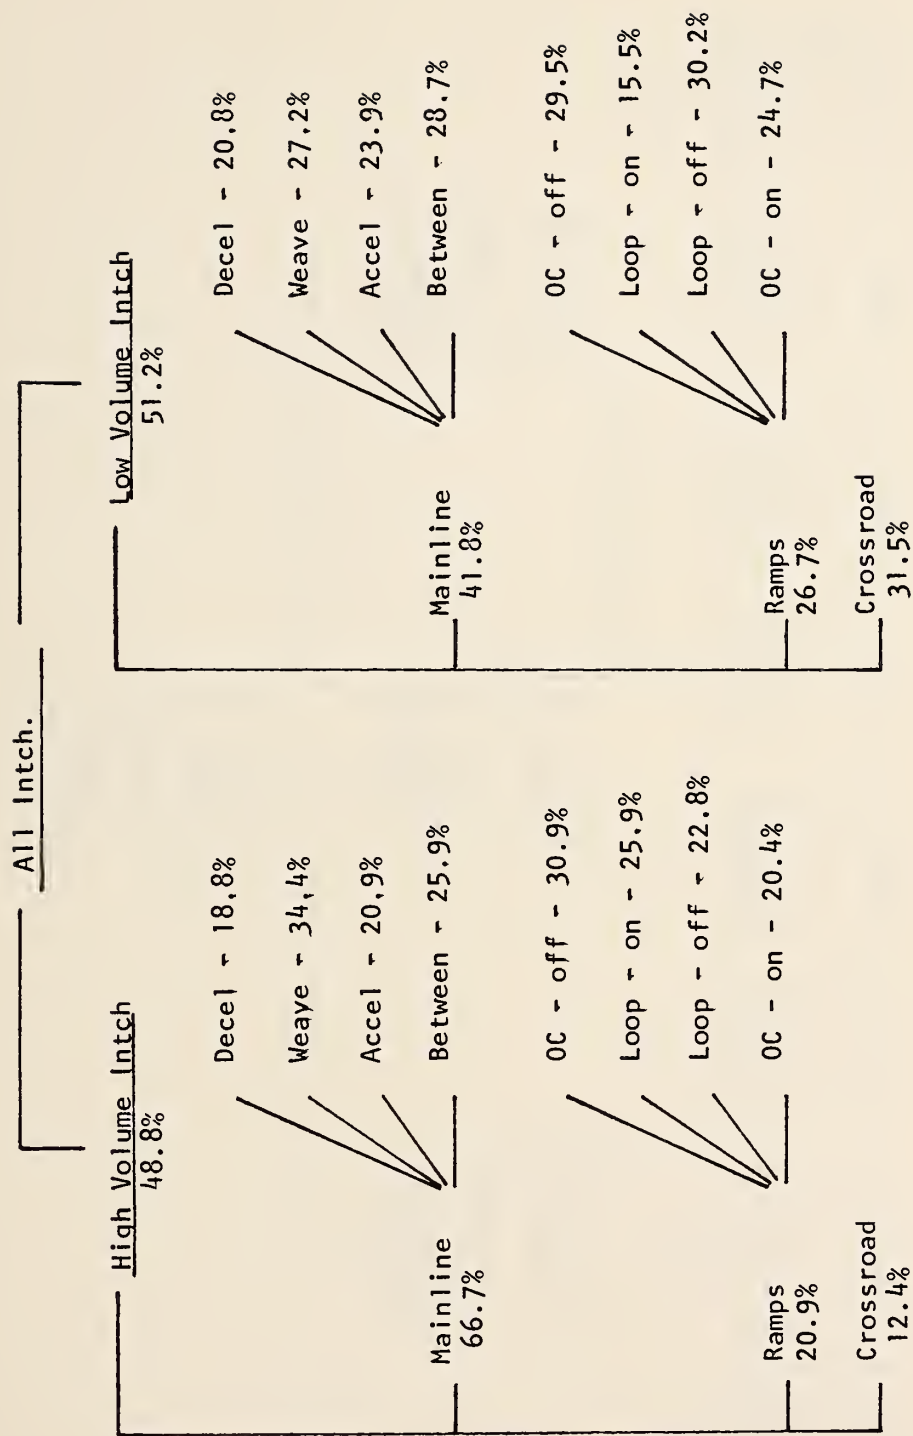 All Intch.
High Volume Intch
48.8%
Decel - 18.8%
Weave - 34.4%
Accel - 20.9%
Between - 25.9%
Mainline
66.7%
OC - off - 30.9%
Loop - on - 25.9%
Loop - off - 22.8%
OC - on - 20.4%
Ramps
20.9%
Crossroad
12.4%
Low Volume Intch
51.2%
Decel - 20.8%
Weave - 27.2%
Accel - 23.9%
Between - 28.7%
Mainline
41.8%
OC - off - 29.5%
Loop - on - 15.5%
Loop - off - 30.2%
OC - on - 24.7%
Ramps
26.7%
Crossroad
31.5%